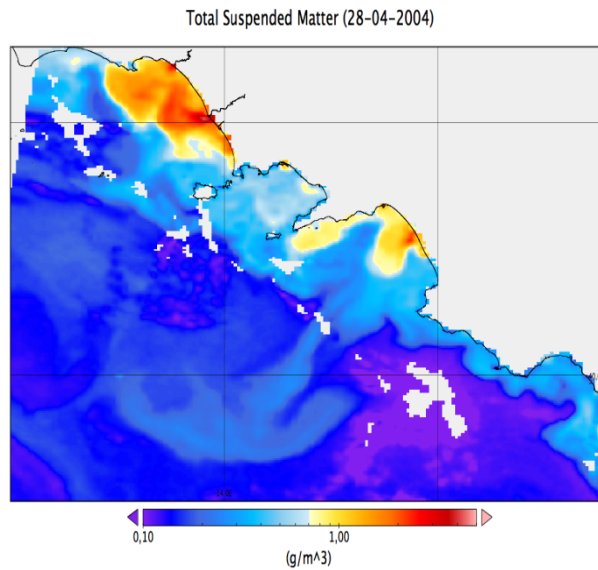 Total Suspended Matter (28-04-2004)
0,10
1,00
(g/m^3)